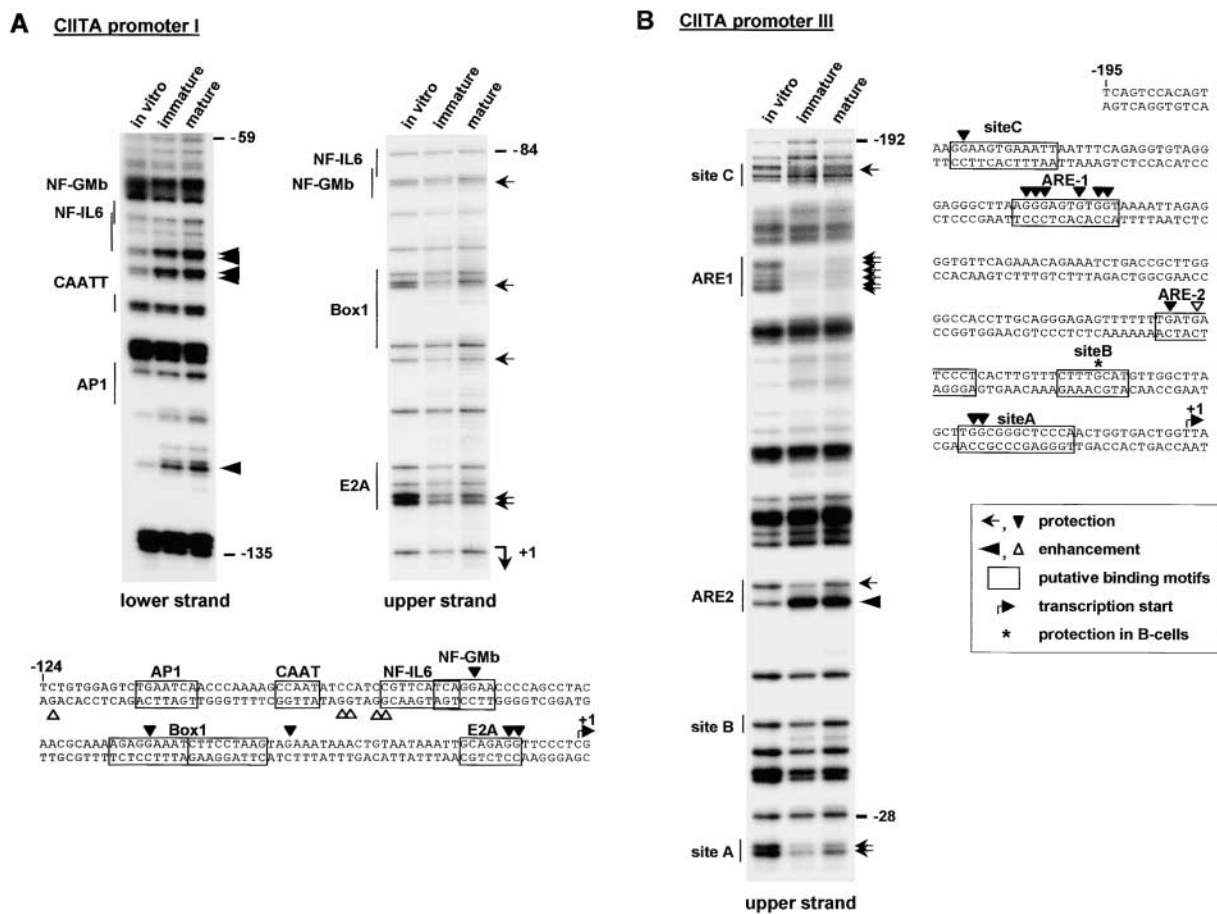 A CIITA promoter I
in vitro
immature
mature
-59
NF-GMb
NF-IL6
CAATT
AP1
-135
lower strand
in vitro
immature
mature
NF-IL6
-84
NF-GMb
Box1
E2A
+1
upper strand
-124
AP1 CAAT NF-IL6 NF-GMb
TCTGTGGAGTCTGAATCAACCCAAAAGCCAATATCCATCCGTTCATCAGGAACCCCAGCCTAC
AGACACCTCAGACTTAGTTGGGTTTTCGGTTATAGGTAGGCAAGTAGTCCTTGGGGTCGGATG
Box1 E2A +1
AACGCAAAAGAGGAAATCTTCCTAAGTAGAAATAAACTGTAATAAATTGCAGAGGTTCCCTCG
TTGCGTTTTCTCCTTTAGAAGGATTCATCTTTATTTGACATTATTTAACGTCTCCAAGGGAGC
B CIITA promoter III
in vitro
immature
mature
-192
site C
ARE1
ARE2
site B
-28
site A
upper strand
-195
TCAGTCCACAGT
AGTCAGGTGTCA
siteC
AAGGAAGTGAAATTAATTTCAGAGGTGTAGG
TTCCTTCACTTTAATTAAAGTCTCCACATCC
ARE-1
GAGGGCTTAAGGGAGTGTGGTAAAATTAGAG
CTCCCGAATTCCCTCACACCATTTTAATCTC
GGTGTTCAGAAACAGAAATCTGACCGCTTGG
CCACAAGTCTTTGTCTTTAGACTGGCGAACC
ARE-2
GGCCACCTTGCAGGGAGAGTTTTTTTGATGA
CCGGTGGAACGTCCCTCTCAAAAAAACTACT
siteB
*
TCCCTCACTTGTTTCTTTGCATGTTGGCTTA
AGGGAGTGAACAAAGAAACGTACAACCGAAT
siteA +1
GCTTGGCGGGCTCCCAACTGGTGACTGGTTA
CGAACCGCCCGAGGGTTGACCACTGACCAAT
, protection
, enhancement
putative binding motifs
transcription start
* protection in B-cells